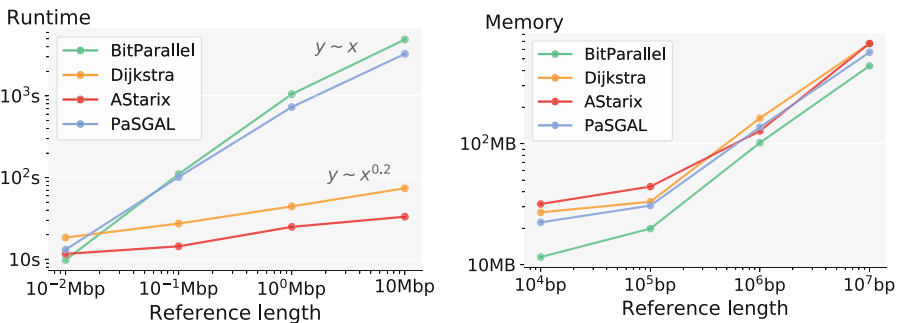 Runtime
BitParallel
Dijkstra
AStarix
PaSGAL
y ~ x
y ~ x^0.2
10³s
10²s
10s
10⁻²Mbp
10⁻¹Mbp
10⁰Mbp
10Mbp
Reference length
Memory
BitParallel
Dijkstra
AStarix
PaSGAL
10²MB
10MB
10⁴bp
10⁵bp
10⁶bp
10⁷bp
Reference length